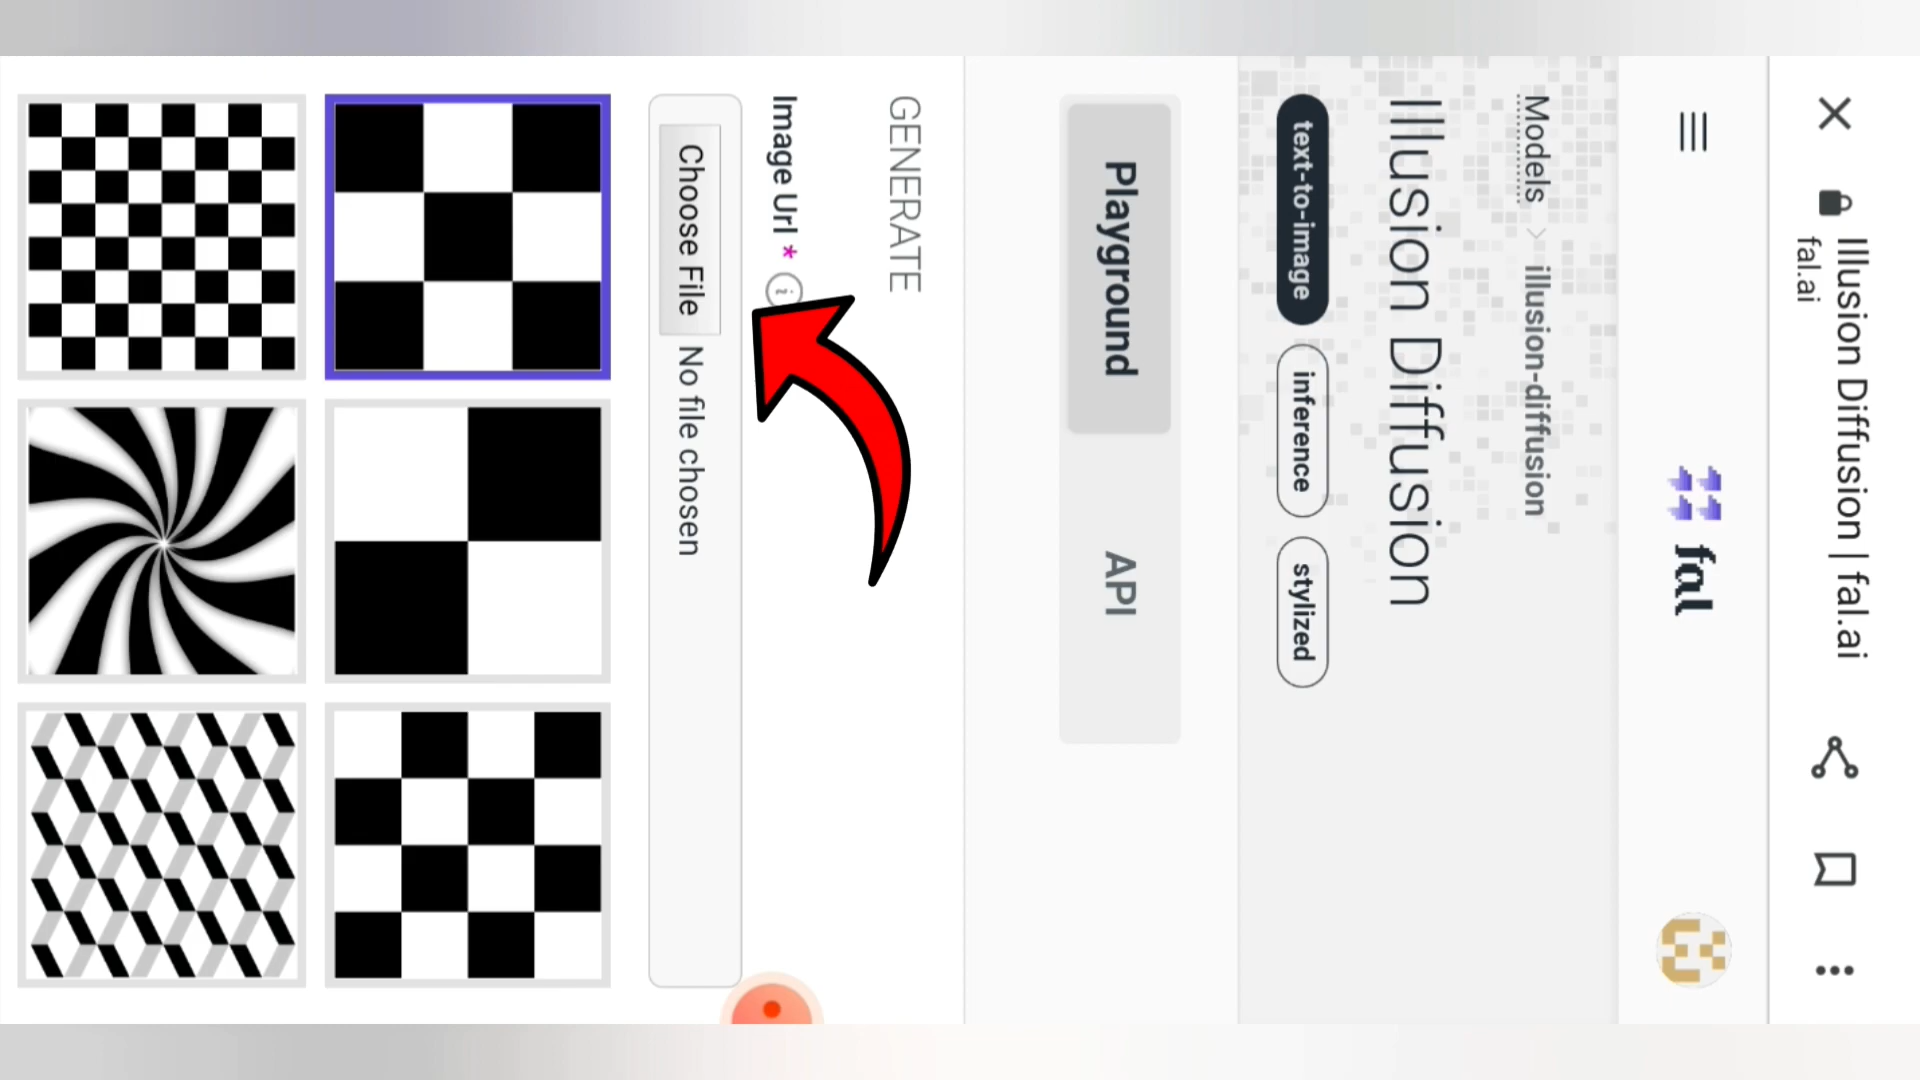 Illusion Diffusion | fal.ai
fal.ai
fal
Models > illusion-diffusion
Illusion Diffusion
text-to-image inference stylized
Playground API
GENERATE
Image Url * i
Choose File No file chosen